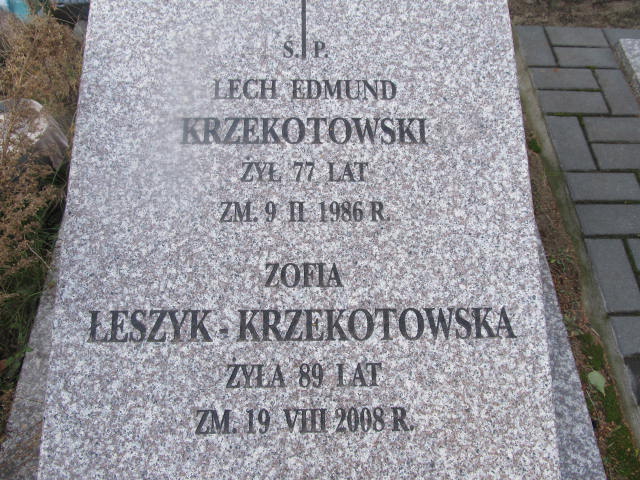 Ś. P.
LECH EDMUND
KRZEKOTOWSKI
ŻYŁ 77 LAT
ZM. 9 II 1986 R.
ZOFIA
ŁESZYK - KRZEKOTOWSKA
ŻYŁA 89 LAT
ZM. 19 VIII 2008 R.